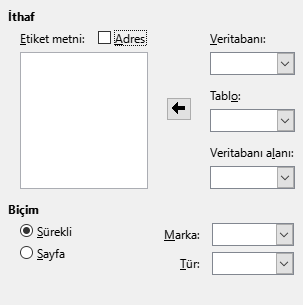 İthaf
Etiket metni: Adres Veritabanı:
Tablo:
Veritabanı alanı:
Biçim
Sürekli Marka:
Sayfa Tür: